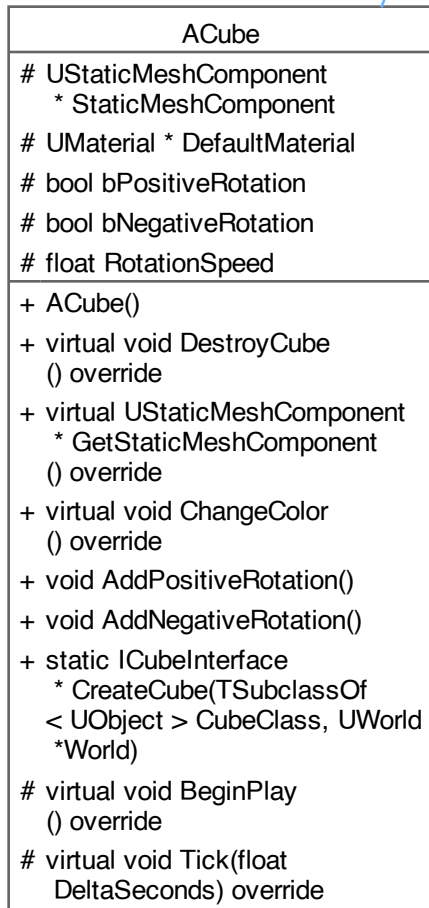 ACube
# UStaticMeshComponent
* StaticMeshComponent
# UMaterial * DefaultMaterial
# bool bPositiveRotation
# bool bNegativeRotation
# float RotationSpeed
+ ACube()
+ virtual void DestroyCube
() override
+ virtual UStaticMeshComponent
* GetStaticMeshComponent
() override
+ virtual void ChangeColor
() override
+ void AddPositiveRotation()
+ void AddNegativeRotation()
+ static ICubeInterface
* CreateCube(TSubclassOf
< UObject > CubeClass, UWorld
*World)
# virtual void BeginPlay
() override
# virtual void Tick(float
DeltaSeconds) override